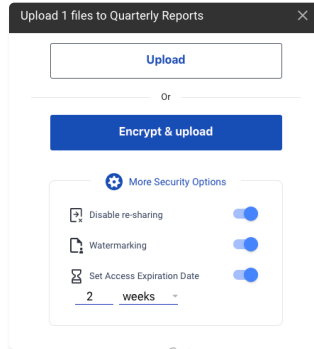 Upload 1 files to Quarterly Reports
Upload
Or
Encrypt & upload
More Security Options
Disable re-sharing
Watermarking
Set Access Expiration Date
2 weeks